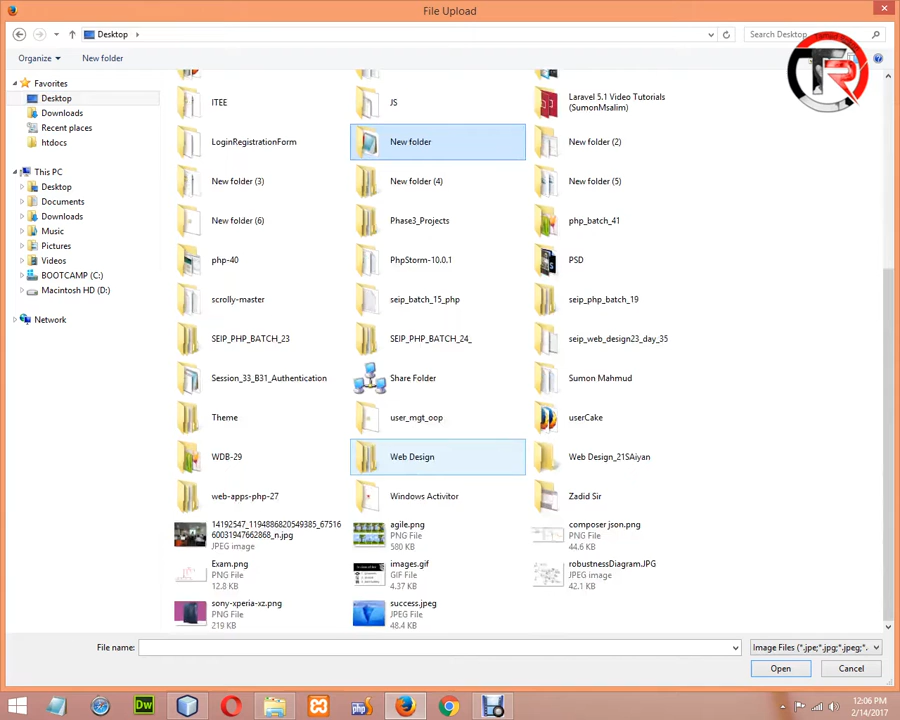 File Upload
Desktop
Search Desktop
Organize
New folder
Favorites
Desktop
Downloads
Recent places
htdocs
This PC
Desktop
Documents
Downloads
Music
Pictures
Videos
BOOTCAMP (C:)
Macintosh HD (D:)
Network
ITEE
JS
Laravel 5.1 Video Tutorials
(SumonMsalim)
LoginRegistrationForm
New folder
New folder (2)
New folder (3)
New folder (4)
New folder (5)
New folder (6)
Phase3_Projects
php_batch_41
php-40
PhpStorm-10.0.1
PSD
scrolly-master
seip_batch_15_php
seip_php_batch_19
SEIP_PHP_BATCH_23
SEIP_PHP_BATCH_24_
seip_web_design23_day_35
Session_33_B31_Authentication
Share Folder
Sumon Mahmud
Theme
user_mgt_oop
userCake
WDB-29
Web Design
Web Design_21SAiyan
web-apps-php-27
Windows Activitor
Zadid Sir
14192547_1194886820549385_67516
60031947662868_n.jpg
JPEG image
agile.png
PNG File
580 KB
composer json.png
PNG File
44.6 KB
Exam.png
PNG File
12.8 KB
images.gif
GIF File
4.37 KB
robustnessDiagram.JPG
JPEG image
42.1 KB
sony-xperia-xz.png
PNG File
219 KB
success.jpeg
JPEG File
48.4 KB
File name:
Image Files (*.jpe;*.jpg;*.jpeg;*.
Open
Cancel
Dw
php
12:06 PM
2/14/2017